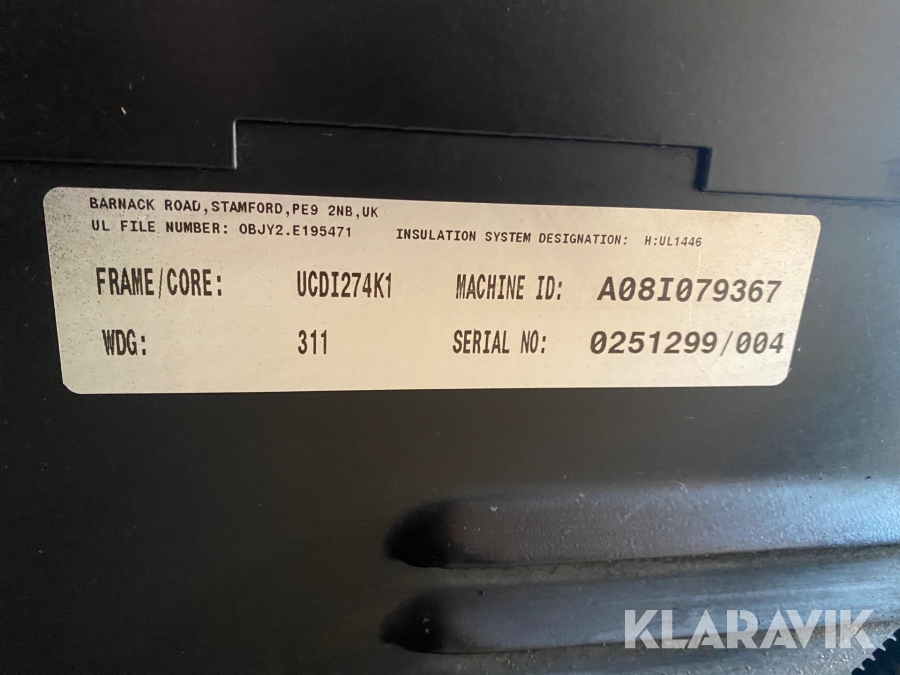 BARNACK ROAD,STAMFORD,PE9 2NB,UK
UL FILE NUMBER: OBJY2.E195471 INSULATION SYSTEM DESIGNATION: H:UL1446
FRAME/CORE: UCDI274K1 MACHINE ID: A08I079367
WDG: 311 SERIAL NO: 0251299/004
KLARAVIK